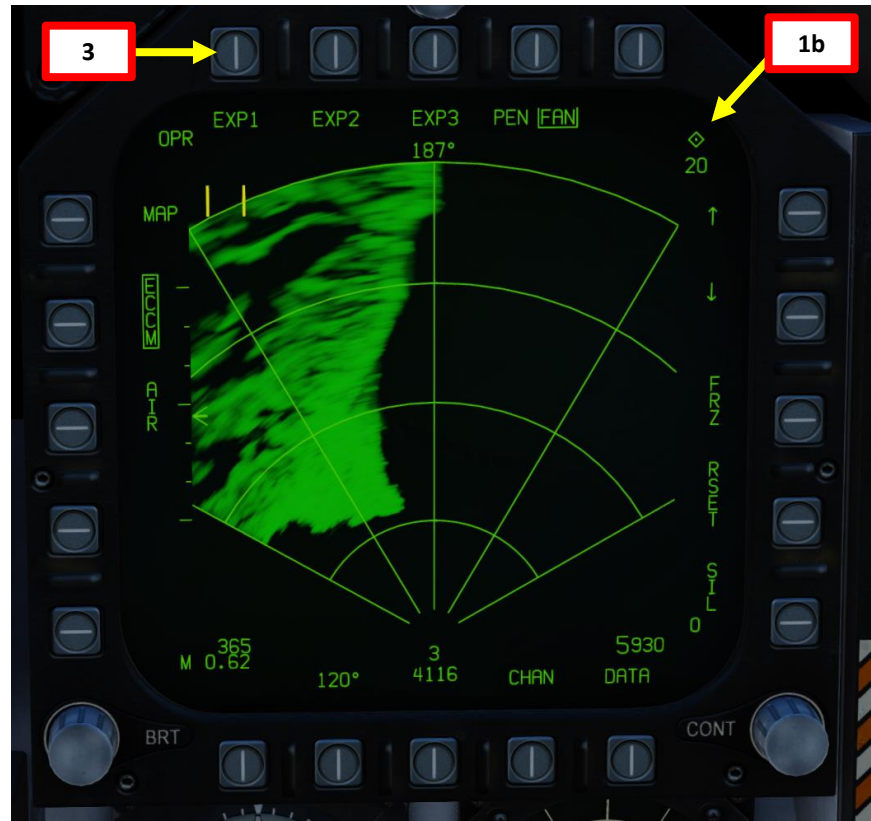 3
1b
OPR
EXP1
EXP2
EXP3
PEN
FAN
20
187°
MAP
ECCM
AIR
FRZ
RSET
SIL
0
365
M 0.62
120°
3
4116
CHAN
5930
DATA
BRT
CONT